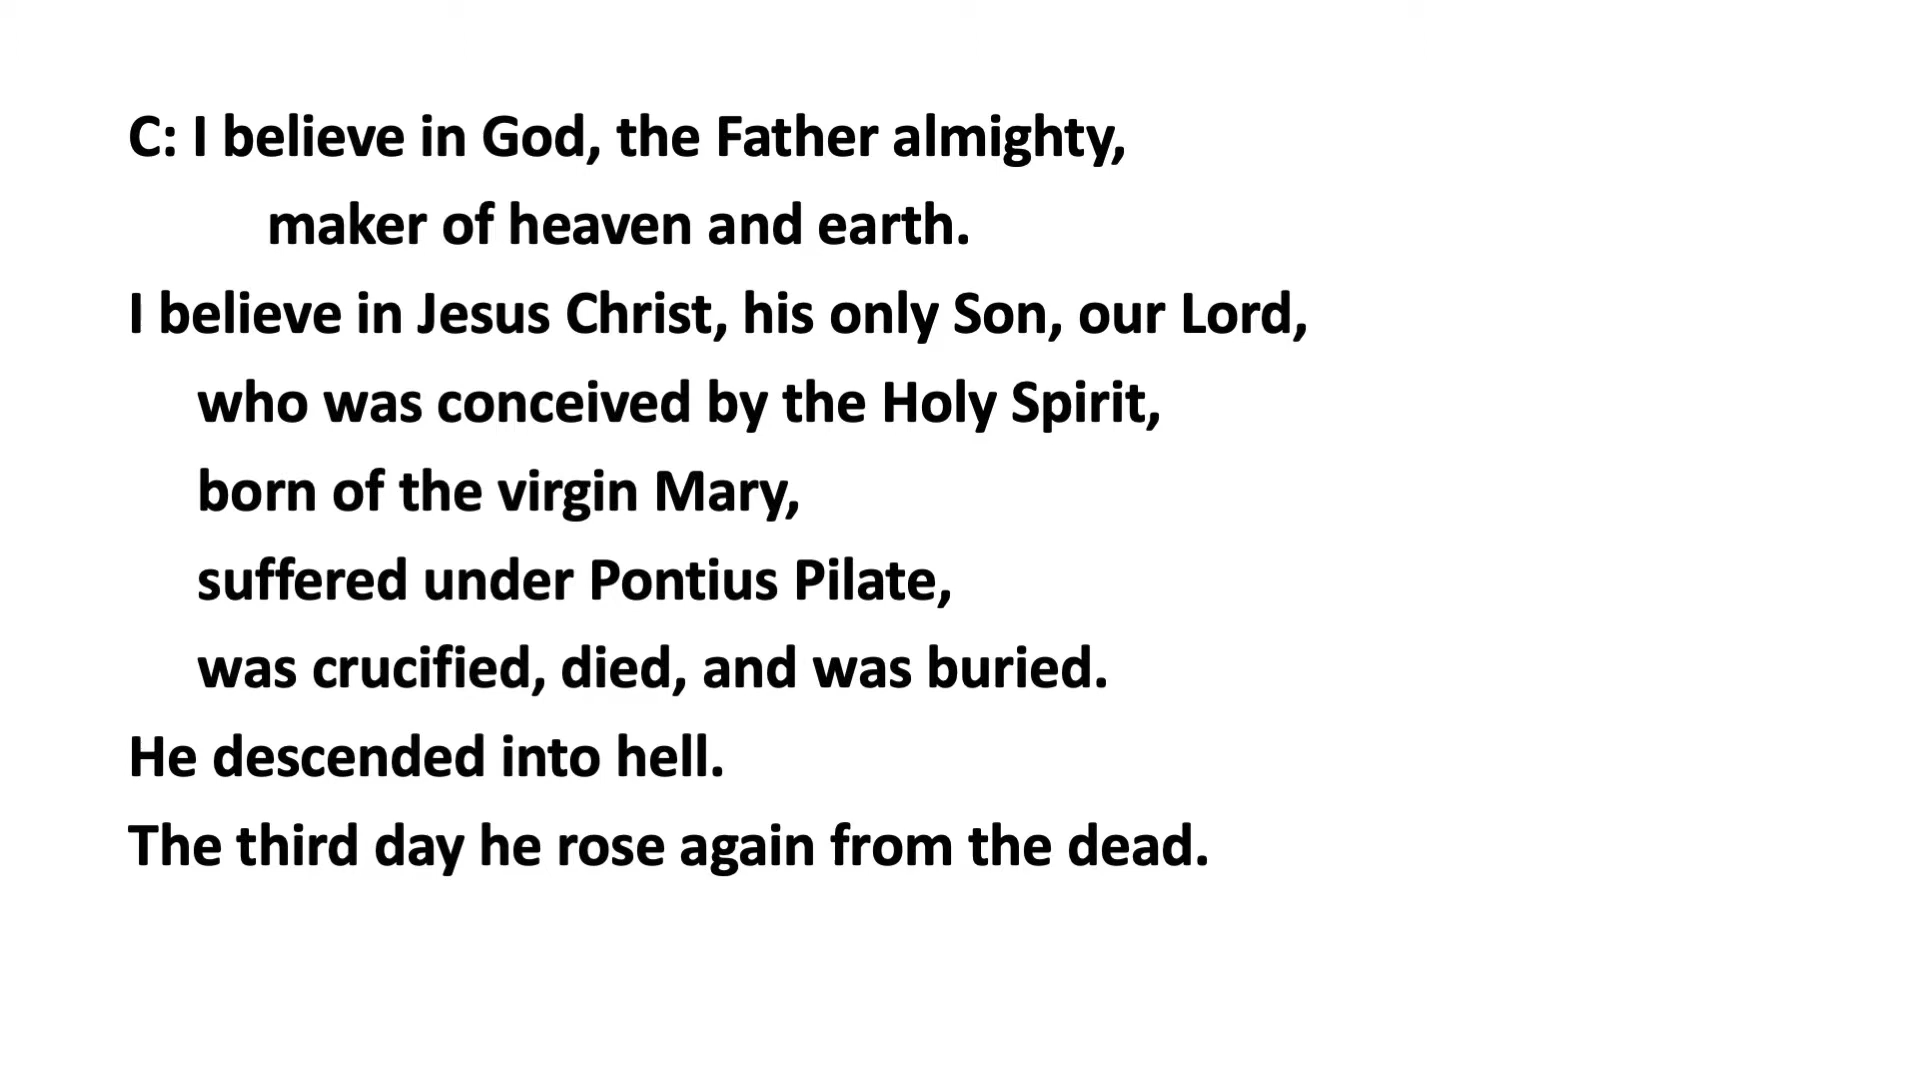 C: I believe in God, the Father almighty,
maker of heaven and earth.
I believe in Jesus Christ, his only Son, our Lord,
who was conceived by the Holy Spirit,
born of the virgin Mary,
suffered under Pontius Pilate,
was crucified, died, and was buried.
He descended into hell.
The third day he rose again from the dead.